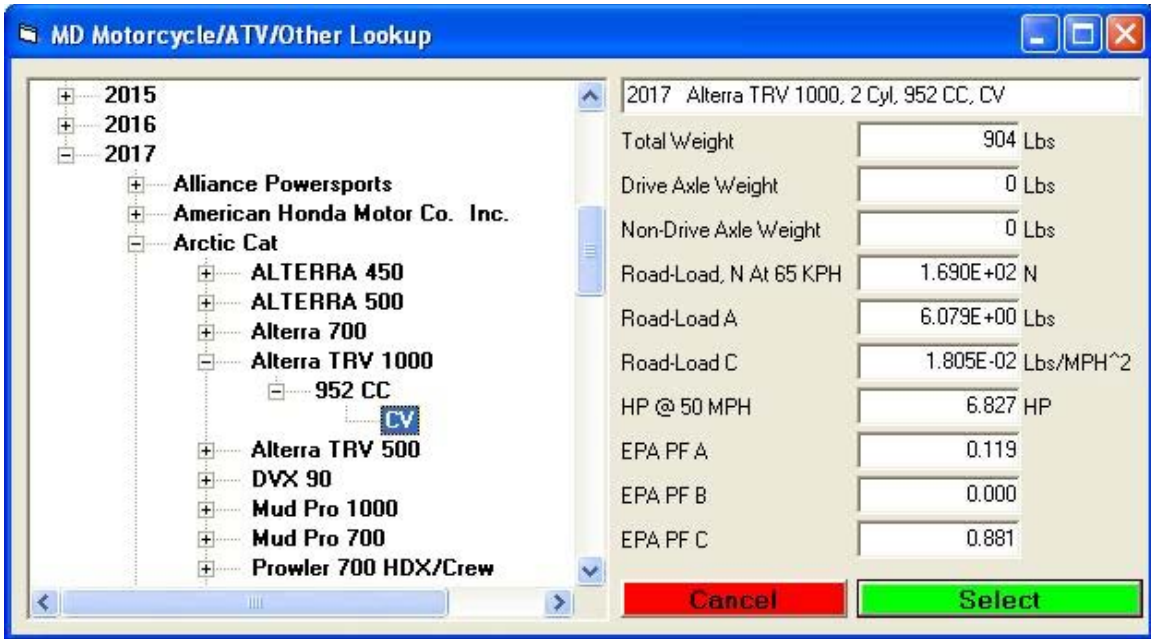 MD Motorcycle/ATV/Other Lookup
2015
2016
2017
Alliance Powersports
American Honda Motor Co. Inc.
Arctic Cat
ALTERRA 450
ALTERRA 500
Alterra 700
Alterra TRV 1000
952 CC
CV
Alterra TRV 500
DVX 90
Mud Pro 1000
Mud Pro 700
Prowler 700 HDX/Crew
2017 Alterra TRV 1000, 2 Cyl, 952 CC, CV
Total Weight 904 Lbs
Drive Axle Weight 0 Lbs
Non-Drive Axle Weight 0 Lbs
Road-Load, N At 65 KPH 1.690E+02 N
Road-Load A 6.079E+00 Lbs
Road-Load C 1.805E-02 Lbs/MPH^2
HP @ 50 MPH 6.827 HP
EPA PF A 0.119
EPA PF B 0.000
EPA PF C 0.881
Cancel Select